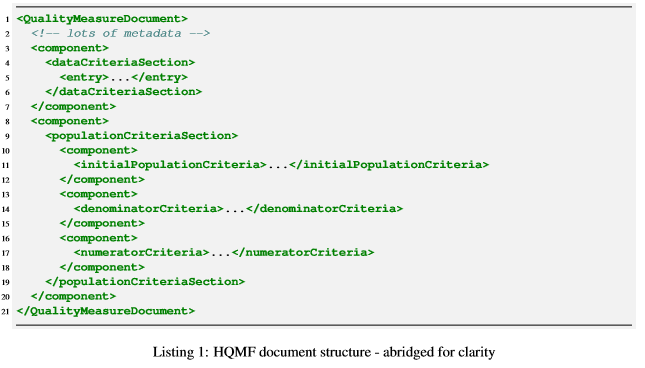 1 <QualityMeasureDocument>
2 <!-- lots of metadata -->
3 <component>
4 <dataCriteriaSection>
5 <entry>...</entry>
6 </dataCriteriaSection>
7 </component>
8 <component>
9 <populationCriteriaSection>
10 <component>
11 <initialPopulationCriteria>...</initialPopulationCriteria>
12 </component>
13 <component>
14 <denominatorCriteria>...</denominatorCriteria>
15 </component>
16 <component>
17 <numeratorCriteria>...</numeratorCriteria>
18 </component>
19 </populationCriteriaSection>
20 </component>
21 </QualityMeasureDocument>
Listing 1: HQMF document structure - abridged for clarity